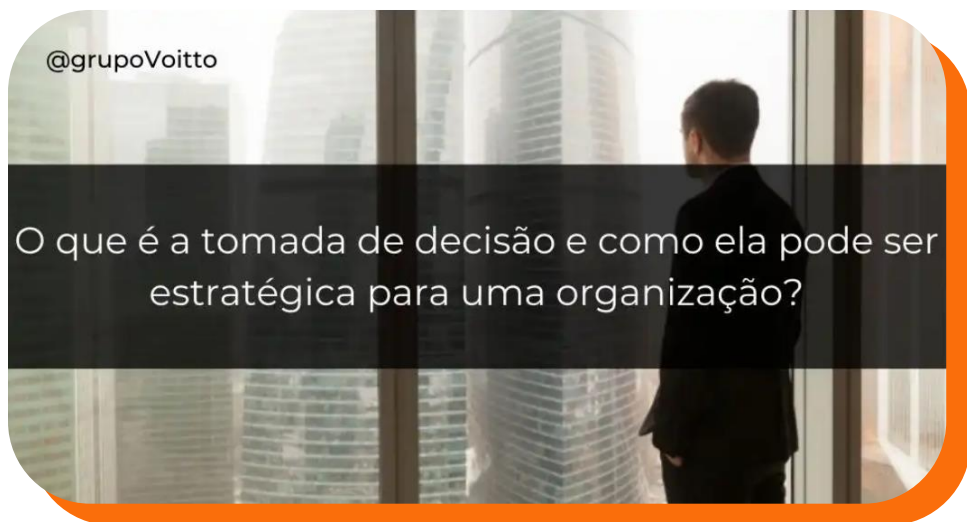 @grupoVoitto
O que é a tomada de decisão e como ela pode ser
estratégica para uma organização?